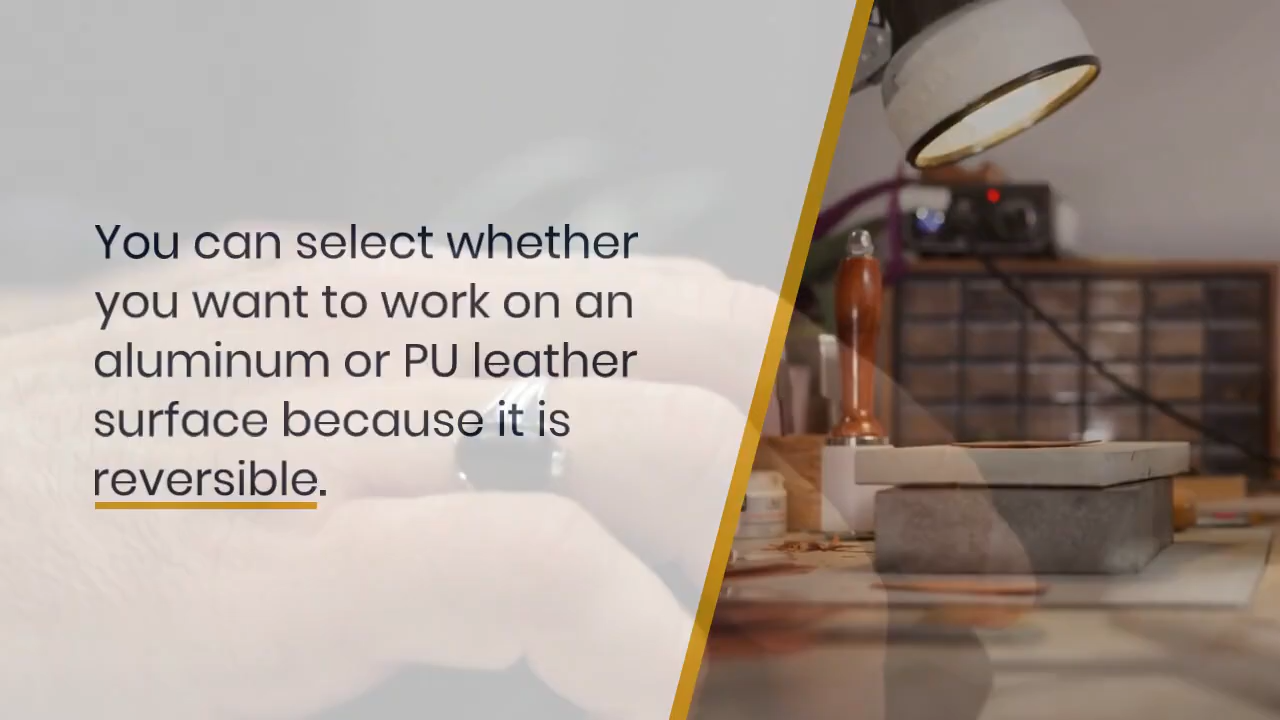 You can select whether
you want to work on an
aluminum or PU leather
surface because it is
reversible.